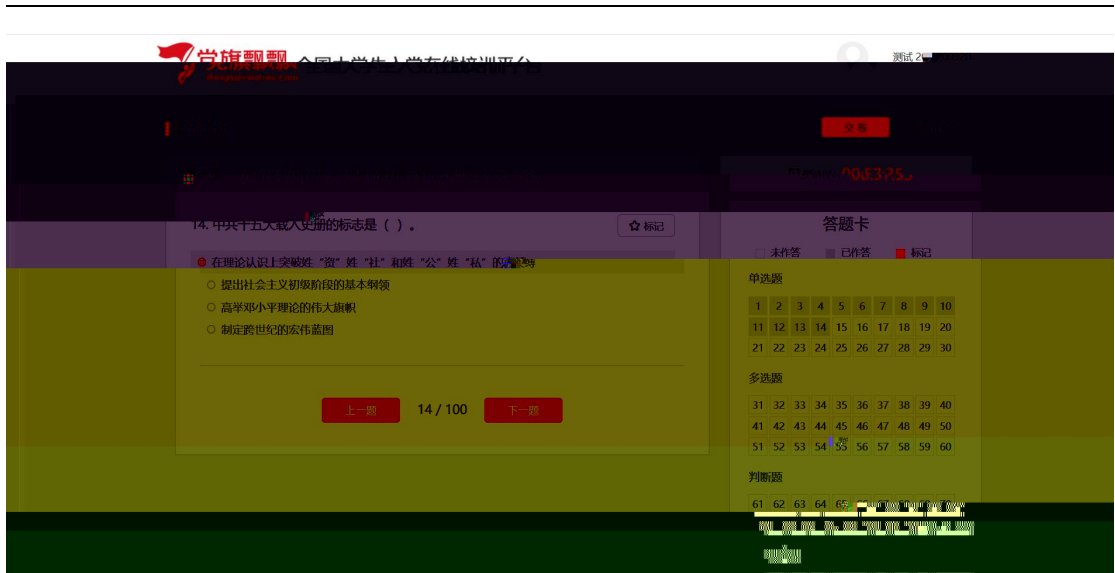 党旗飘飘 全国大学生入党在线培训平台
测试 2
交卷
14. 中共十五大载入史册的标志是（ ）。
标记
在理论认识上突破姓“资”姓“社”和姓“公”姓“私”的
提出社会主义初级阶段的基本纲领
高举邓小平理论的伟大旗帜
制定跨世纪的宏伟蓝图
上一题 14 / 100 下一题
答题卡
未作答 已作答 标记
单选题
1 2 3 4 5 6 7 8 9 10
11 12 13 14 15 16 17 18 19 20
21 22 23 24 25 26 27 28 29 30
多选题
31 32 33 34 35 36 37 38 39 40
41 42 43 44 45 46 47 48 49 50
51 52 53 54 55 56 57 58 59 60
判断题
61 62 63 64 65